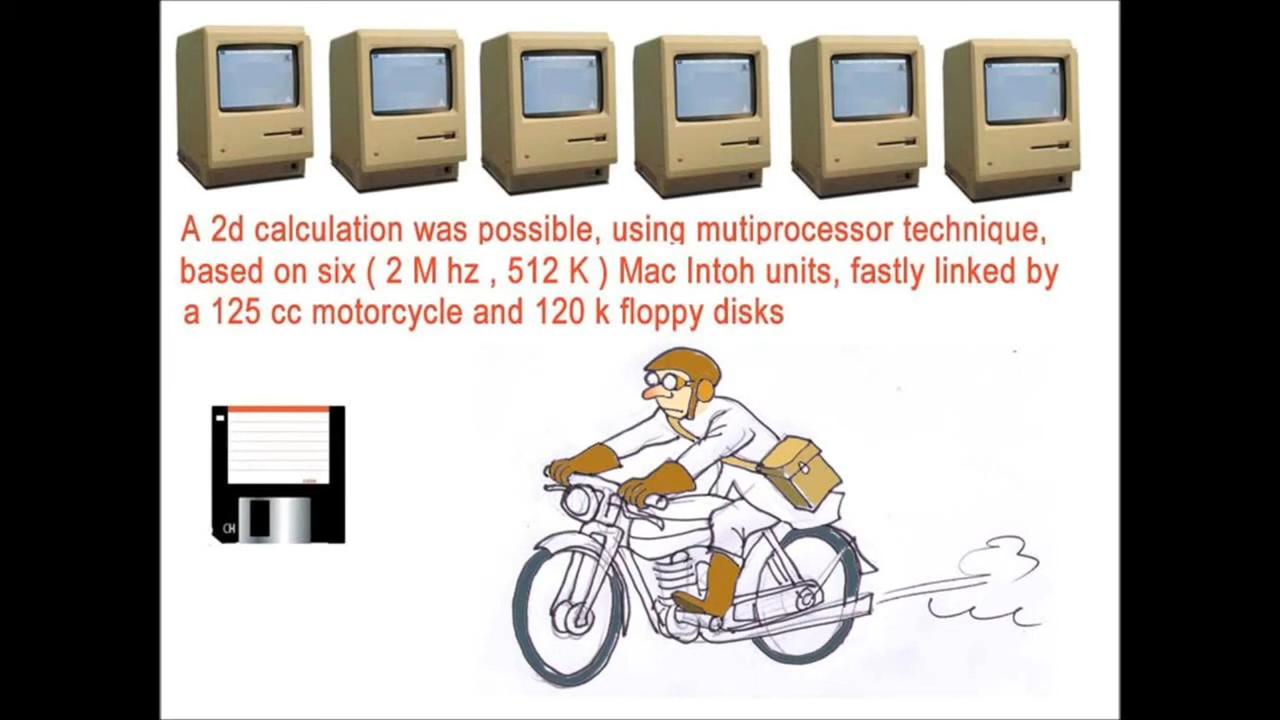 A 2d calculation was possible, using mutiprocessor technique,
based on six ( 2 M hz , 512 K ) Mac Intoh units, fastly linked by
a 125 cc motorcycle and 120 k floppy disks
CH